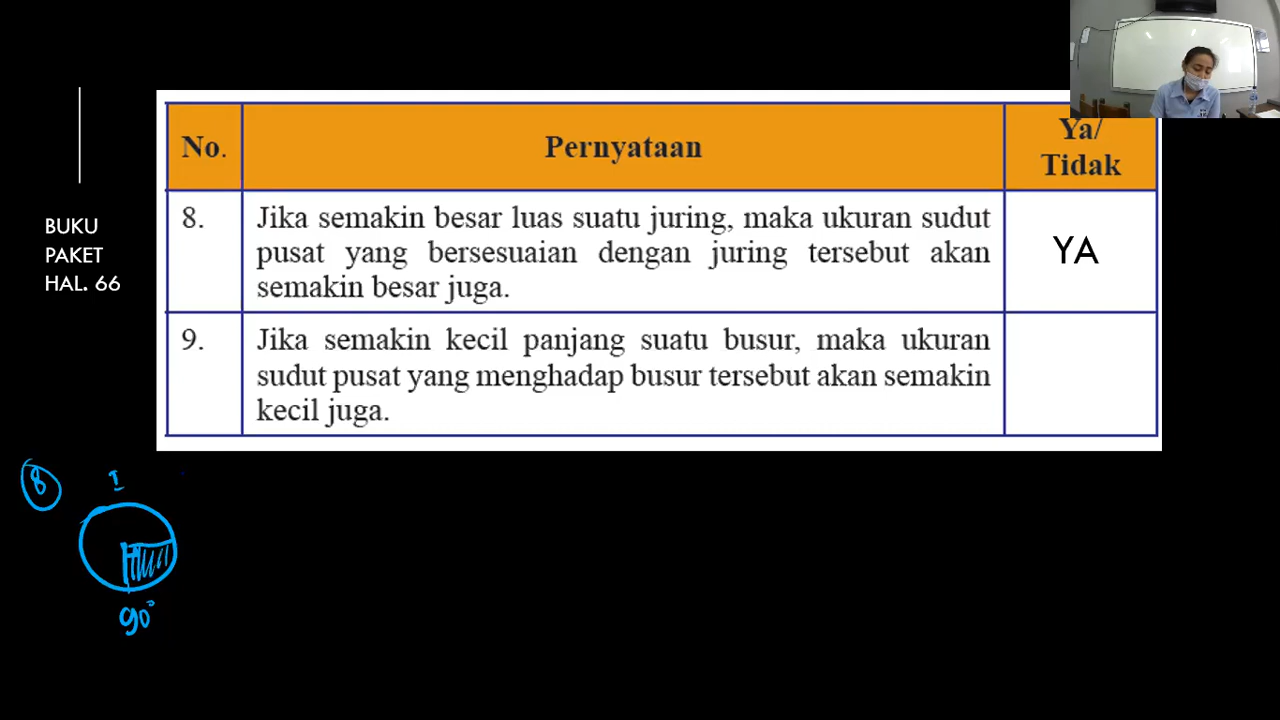 BUKU
PAKET
HAL. 66
No.
Pernyataan
Ya/
Tidak
8.
Jika semakin besar luas suatu juring, maka ukuran sudut
pusat yang bersesuaian dengan juring tersebut akan
semakin besar juga.
YA
9.
Jika semakin kecil panjang suatu busur, maka ukuran
sudut pusat yang menghadap busur tersebut akan semakin
kecil juga.
8
I
90°